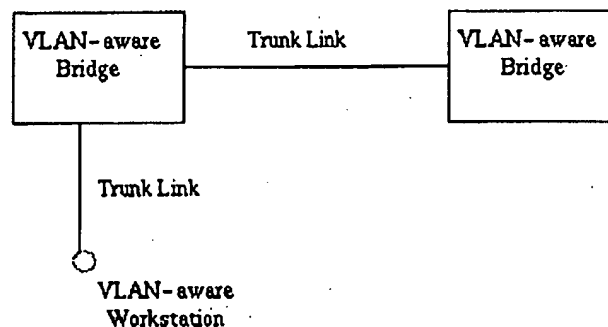 VLAN-aware
Bridge
Trunk Link
VLAN-aware
Bridge
Trunk Link
VLAN-aware
Workstation